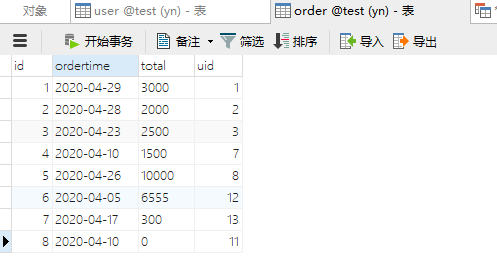 对象 user @test (yn) - 表 order @test (yn) - 表
开始事务 备注 筛选 排序 导入 导出
id ordertime total uid
1 2020-04-29 3000 1
2 2020-04-28 2000 2
3 2020-04-23 2500 3
4 2020-04-10 1500 7
5 2020-04-26 10000 8
6 2020-04-05 6555 12
7 2020-04-17 300 13
8 2020-04-10 0 11